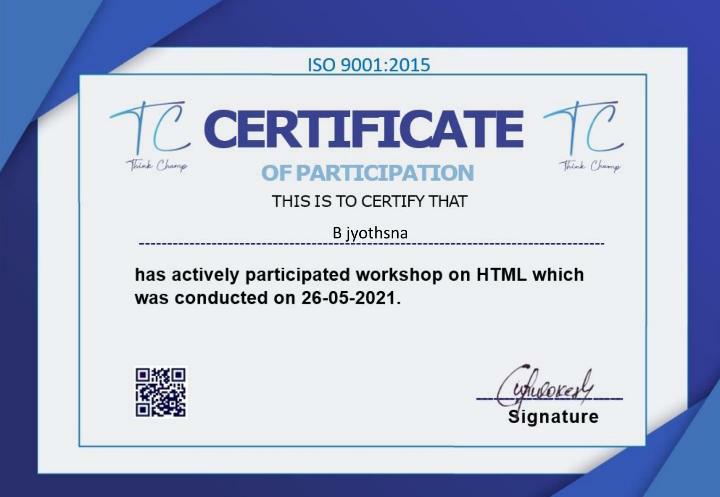 ISO 9001:2015
TC CERTIFICATE TC
Think Champ Think Champ
OF PARTICIPATION
THIS IS TO CERTIFY THAT
B jyothsna
has actively participated workshop on HTML which
was conducted on 26-05-2021.
Signature